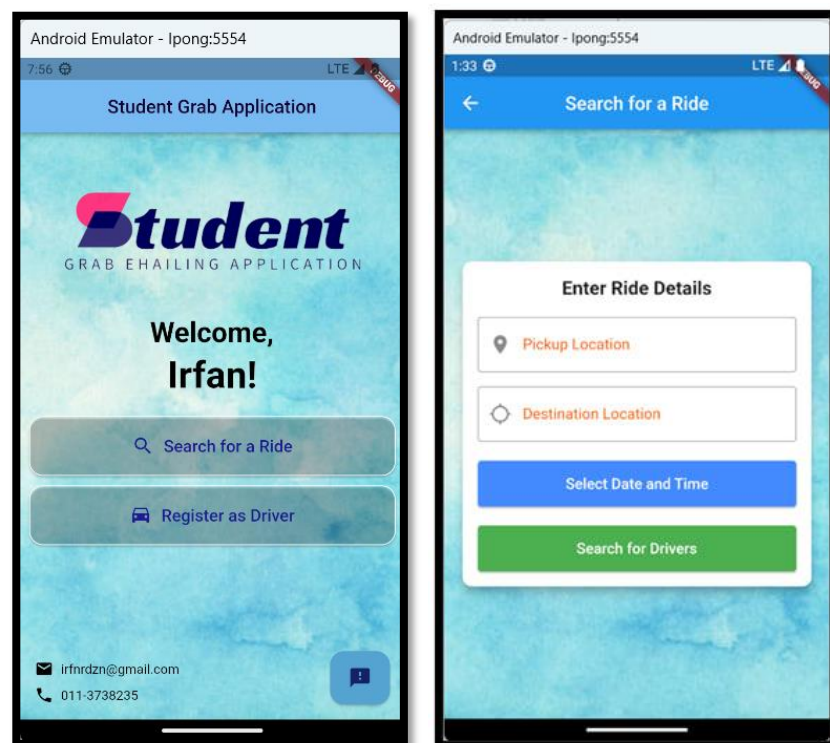 Android Emulator - Ipong:5554
7:56 LTE
DEBUG
Student Grab Application
Student
GRAB EHAILING APPLICATION
Welcome,
Irfan!
Search for a Ride
Register as Driver
irfnrdzn@gmail.com
011-3738235
Android Emulator - Ipong:5554
1:33 LTE
DEBUG
Search for a Ride
Enter Ride Details
Pickup Location
Destination Location
Select Date and Time
Search for Drivers